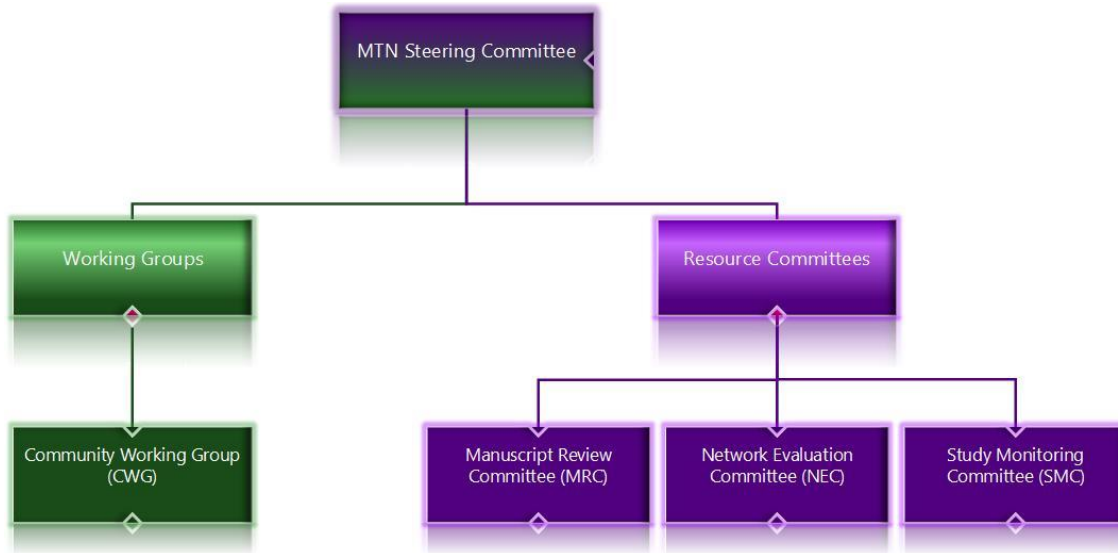 MTN Steering Committee
Working Groups
Resource Committees
Community Working Group
(CWG)
Manuscript Review
Committee (MRC)
Network Evaluation
Committee (NEC)
Study Monitoring
Committee (SMC)